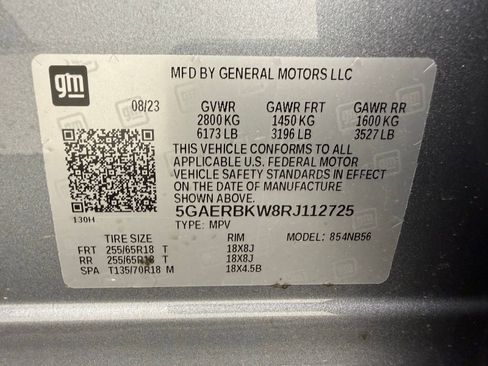 gm
MFD BY GENERAL MOTORS LLC
08/23 GVWR GAWR FRT GAWR RR
2800 KG 1450 KG 1600 KG
6173 LB 3196 LB 3527 LB
THIS VEHICLE CONFORMS TO ALL
APPLICABLE U.S. FEDERAL MOTOR
VEHICLE SAFETY STANDARDS IN EFFECT
ON THE DATE OF MANUFACTURE
SHOWN ABOVE.
130H
5GAERBKW8RJ112725
TYPE: MPV MODEL: 854NB56
TIRE SIZE RIM
FRT 255/65R18 T 18X8J
RR 255/65R18 T 18X8J
SPA T135/70R18 M 18X4.5B